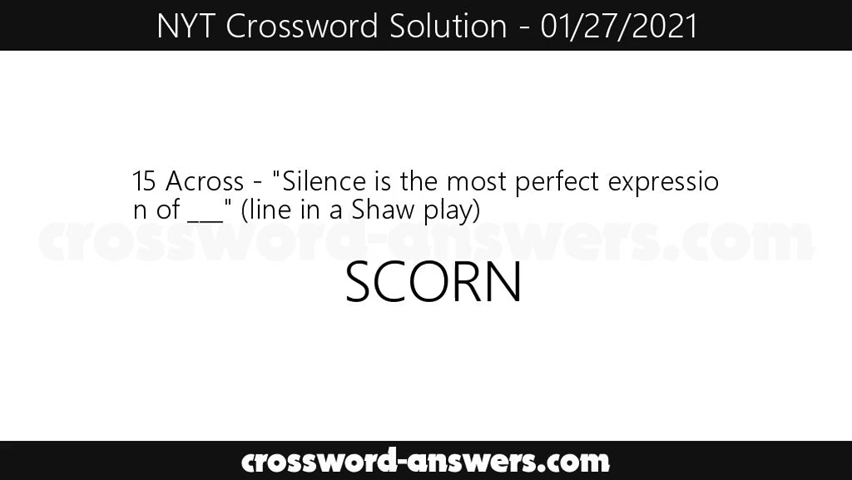 NYT Crossword Solution - 01/27/2021
15 Across - "Silence is the most perfect expressio
n of ___" (line in a Shaw play)
crossword-answers.com
SCORN
crossword-answers.com